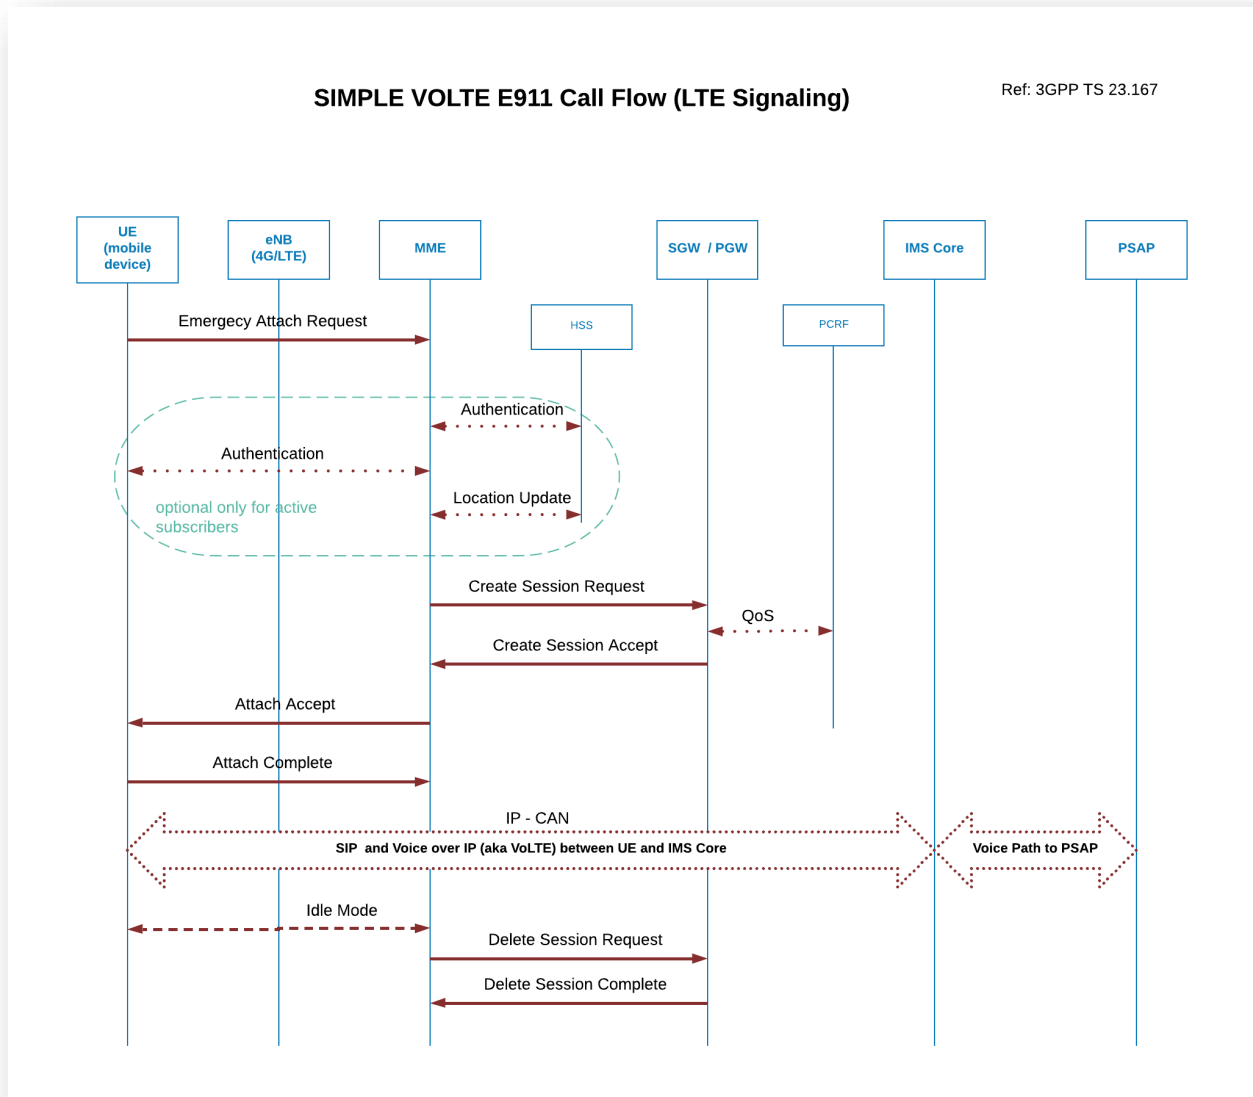 SIMPLE VOLTE E911 Call Flow (LTE Signaling)
Ref: 3GPP TS 23.167
UE
(mobile
device)
eNB
(4G/LTE)
MME
SGW / PGW
IMS Core
PSAP
HSS
PCRF
Emergecy Attach Request
Authentication
Authentication
Location Update
optional only for active
subscribers
Create Session Request
QoS
Create Session Accept
Attach Accept
Attach Complete
IP - CAN
SIP and Voice over IP (aka VoLTE) between UE and IMS Core
Voice Path to PSAP
Idle Mode
Delete Session Request
Delete Session Complete